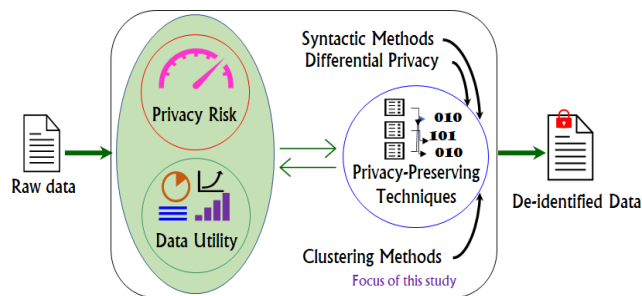 Raw data
Privacy Risk
Data Utility
Syntactic Methods
Differential Privacy
010
101
010
Privacy-Preserving
Techniques
Clustering Methods
Focus of this study
De-identified Data